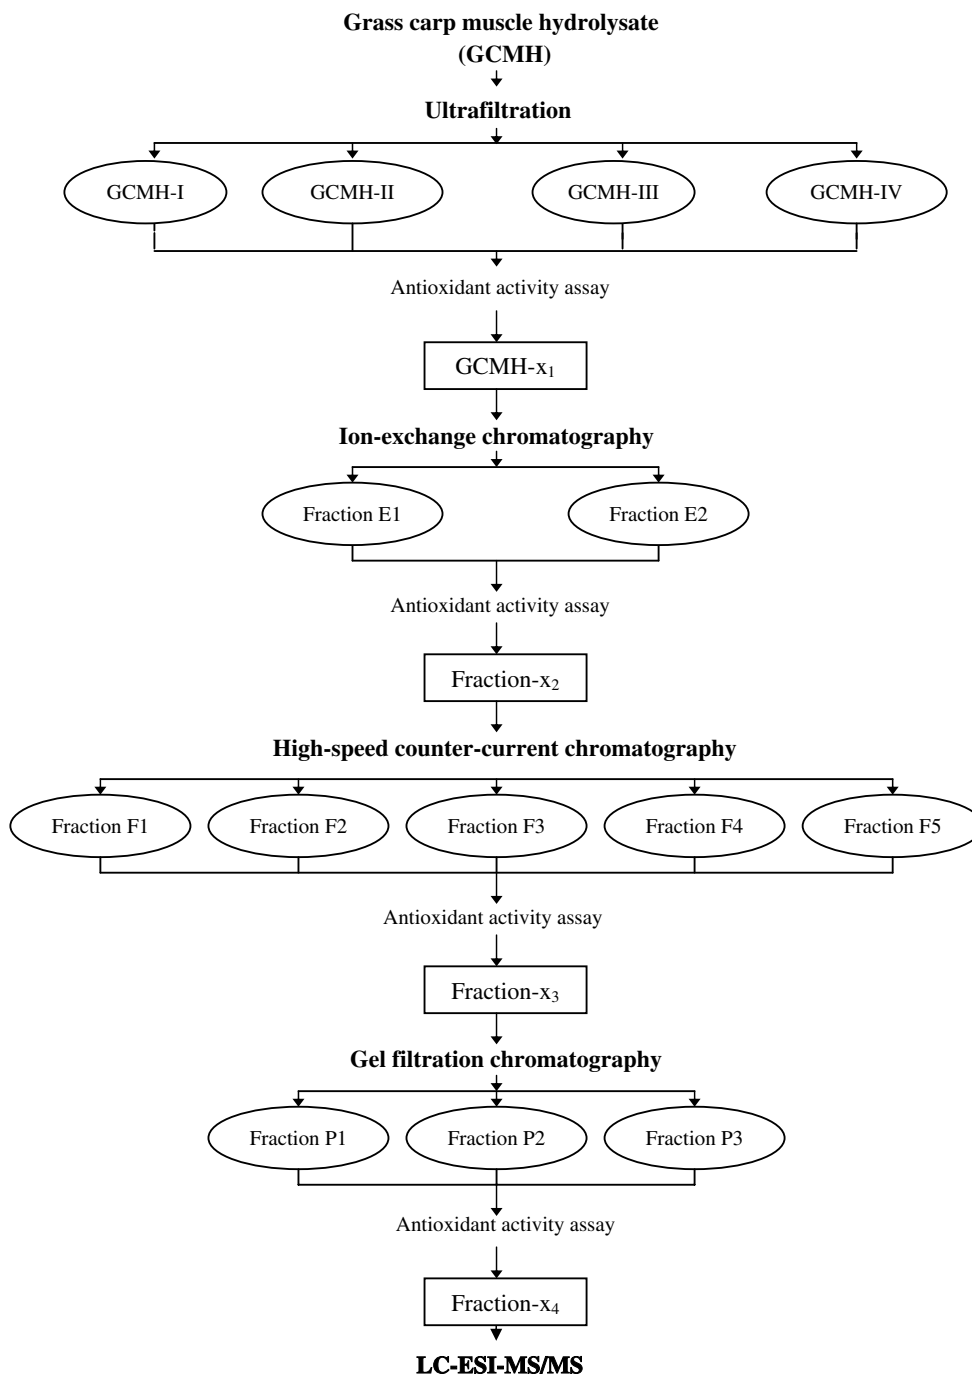 Grass carp muscle hydrolysate
(GCMH)
Ultrafiltration
GCMH-I
GCMH-II
GCMH-III
GCMH-IV
Antioxidant activity assay
GCMH-x₁
Ion-exchange chromatography
Fraction E1
Fraction E2
Antioxidant activity assay
Fraction-x₂
High-speed counter-current chromatography
Fraction F1
Fraction F2
Fraction F3
Fraction F4
Fraction F5
Antioxidant activity assay
Fraction-x₃
Gel filtration chromatography
Fraction P1
Fraction P2
Fraction P3
Antioxidant activity assay
Fraction-x₄
LC-ESI-MS/MS